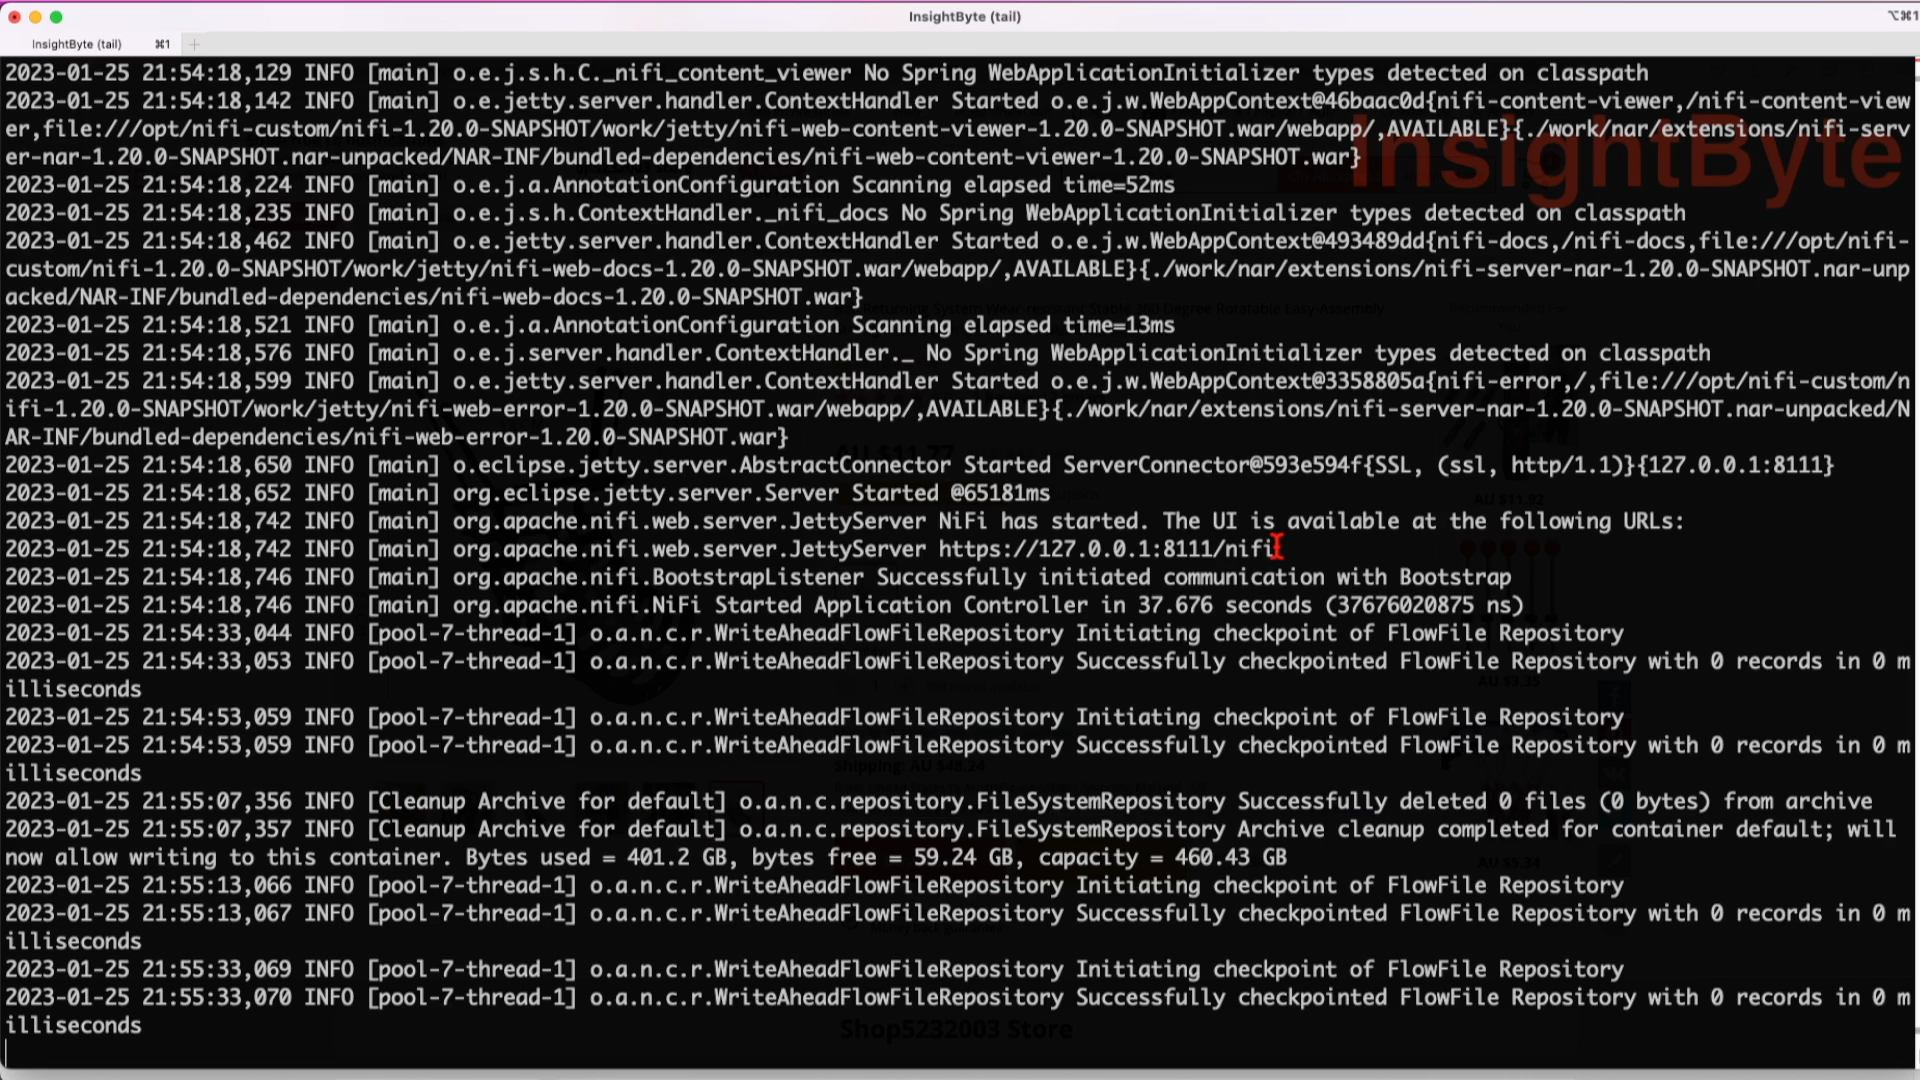 InsightByte (tail)
⌥⌘1
InsightByte (tail) ⌘1
2023-01-25 21:54:18,129 INFO [main] o.e.j.s.h.C._nifi_content_viewer No Spring WebApplicationInitializer types detected on classpath
2023-01-25 21:54:18,142 INFO [main] o.e.jetty.server.handler.ContextHandler Started o.e.j.w.WebAppContext@46baac0d{nifi-content-viewer,/nifi-content-view
er,file:///opt/nifi-custom/nifi-1.20.0-SNAPSHOT/work/jetty/nifi-web-content-viewer-1.20.0-SNAPSHOT.war/webapp/,AVAILABLE}{./work/nar/extensions/nifi-serv
er-nar-1.20.0-SNAPSHOT.nar-unpacked/NAR-INF/bundled-dependencies/nifi-web-content-viewer-1.20.0-SNAPSHOT.war}
InsightByte
2023-01-25 21:54:18,224 INFO [main] o.e.j.a.AnnotationConfiguration Scanning elapsed time=52ms
2023-01-25 21:54:18,235 INFO [main] o.e.j.s.h.ContextHandler._nifi_docs No Spring WebApplicationInitializer types detected on classpath
2023-01-25 21:54:18,462 INFO [main] o.e.jetty.server.handler.ContextHandler Started o.e.j.w.WebAppContext@493489dd{nifi-docs,/nifi-docs,file:///opt/nifi-
custom/nifi-1.20.0-SNAPSHOT/work/jetty/nifi-web-docs-1.20.0-SNAPSHOT.war/webapp/,AVAILABLE}{./work/nar/extensions/nifi-server-nar-1.20.0-SNAPSHOT.nar-unp
acked/NAR-INF/bundled-dependencies/nifi-web-docs-1.20.0-SNAPSHOT.war}
2023-01-25 21:54:18,521 INFO [main] o.e.j.a.AnnotationConfiguration Scanning elapsed time=13ms
2023-01-25 21:54:18,576 INFO [main] o.e.j.server.handler.ContextHandler._ No Spring WebApplicationInitializer types detected on classpath
2023-01-25 21:54:18,599 INFO [main] o.e.jetty.server.handler.ContextHandler Started o.e.j.w.WebAppContext@3358805a{nifi-error,/,file:///opt/nifi-custom/n
ifi-1.20.0-SNAPSHOT/work/jetty/nifi-web-error-1.20.0-SNAPSHOT.war/webapp/,AVAILABLE}{./work/nar/extensions/nifi-server-nar-1.20.0-SNAPSHOT.nar-unpacked/N
AR-INF/bundled-dependencies/nifi-web-error-1.20.0-SNAPSHOT.war}
2023-01-25 21:54:18,650 INFO [main] o.eclipse.jetty.server.AbstractConnector Started ServerConnector@593e594f{SSL, (ssl, http/1.1)}{127.0.0.1:8111}
2023-01-25 21:54:18,652 INFO [main] org.eclipse.jetty.server.Server Started @65181ms
2023-01-25 21:54:18,742 INFO [main] org.apache.nifi.web.server.JettyServer NiFi has started. The UI is available at the following URLs:
2023-01-25 21:54:18,742 INFO [main] org.apache.nifi.web.server.JettyServer https://127.0.0.1:8111/nifi
2023-01-25 21:54:18,746 INFO [main] org.apache.nifi.BootstrapListener Successfully initiated communication with Bootstrap
2023-01-25 21:54:18,746 INFO [main] org.apache.nifi.NiFi Started Application Controller in 37.676 seconds (37676020875 ns)
2023-01-25 21:54:33,044 INFO [pool-7-thread-1] o.a.n.c.r.WriteAheadFlowFileRepository Initiating checkpoint of FlowFile Repository
2023-01-25 21:54:33,053 INFO [pool-7-thread-1] o.a.n.c.r.WriteAheadFlowFileRepository Successfully checkpointed FlowFile Repository with 0 records in 0 m
illiseconds
2023-01-25 21:54:53,059 INFO [pool-7-thread-1] o.a.n.c.r.WriteAheadFlowFileRepository Initiating checkpoint of FlowFile Repository
2023-01-25 21:54:53,059 INFO [pool-7-thread-1] o.a.n.c.r.WriteAheadFlowFileRepository Successfully checkpointed FlowFile Repository with 0 records in 0 m
illiseconds
2023-01-25 21:55:07,356 INFO [Cleanup Archive for default] o.a.n.c.repository.FileSystemRepository Successfully deleted 0 files (0 bytes) from archive
2023-01-25 21:55:07,357 INFO [Cleanup Archive for default] o.a.n.c.repository.FileSystemRepository Archive cleanup completed for container default; will
now allow writing to this container. Bytes used = 401.2 GB, bytes free = 59.24 GB, capacity = 460.43 GB
2023-01-25 21:55:13,066 INFO [pool-7-thread-1] o.a.n.c.r.WriteAheadFlowFileRepository Initiating checkpoint of FlowFile Repository
2023-01-25 21:55:13,067 INFO [pool-7-thread-1] o.a.n.c.r.WriteAheadFlowFileRepository Successfully checkpointed FlowFile Repository with 0 records in 0 m
illiseconds
2023-01-25 21:55:33,069 INFO [pool-7-thread-1] o.a.n.c.r.WriteAheadFlowFileRepository Initiating checkpoint of FlowFile Repository
2023-01-25 21:55:33,070 INFO [pool-7-thread-1] o.a.n.c.r.WriteAheadFlowFileRepository Successfully checkpointed FlowFile Repository with 0 records in 0 m
illiseconds
Shop5232003 Store